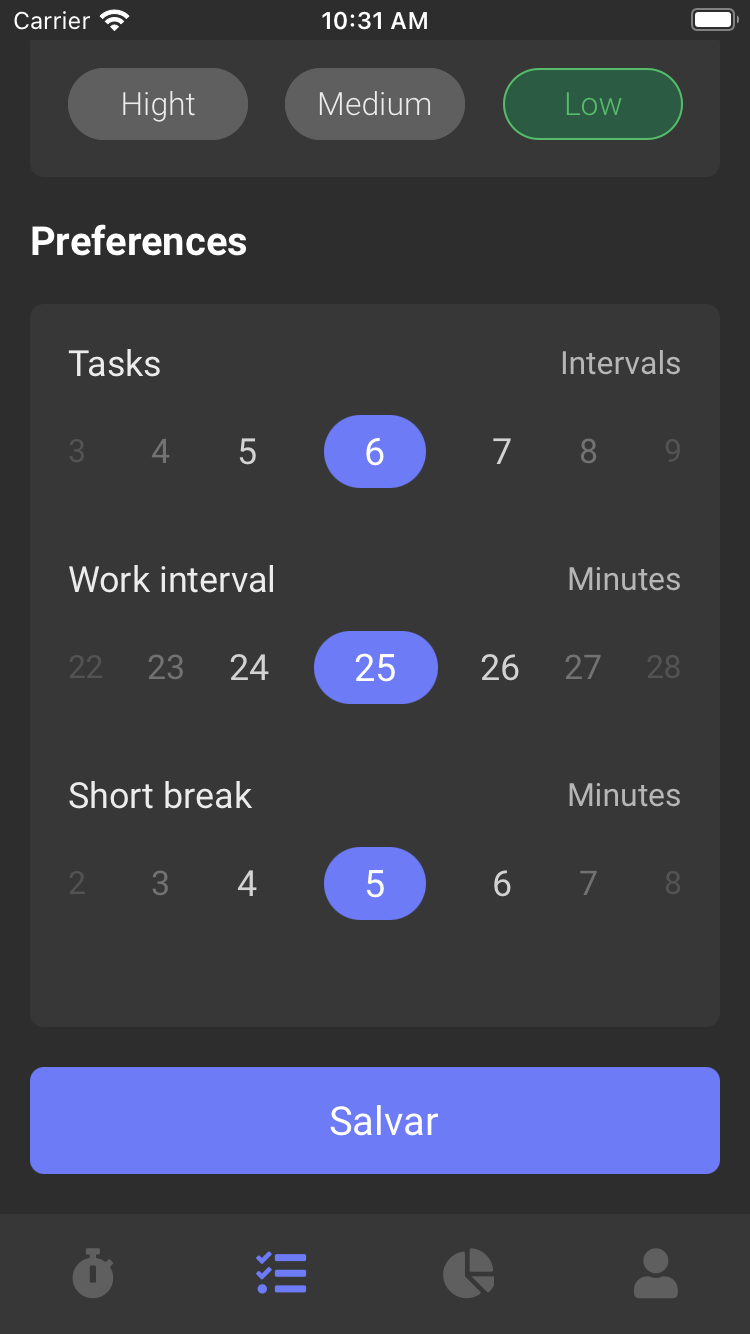 Carrier 10:31 AM
Hight Medium Low
Preferences
Tasks Intervals
3 4 5 6 7 8 9
Work interval Minutes
22 23 24 25 26 27 28
Short break Minutes
2 3 4 5 6 7 8
Salvar